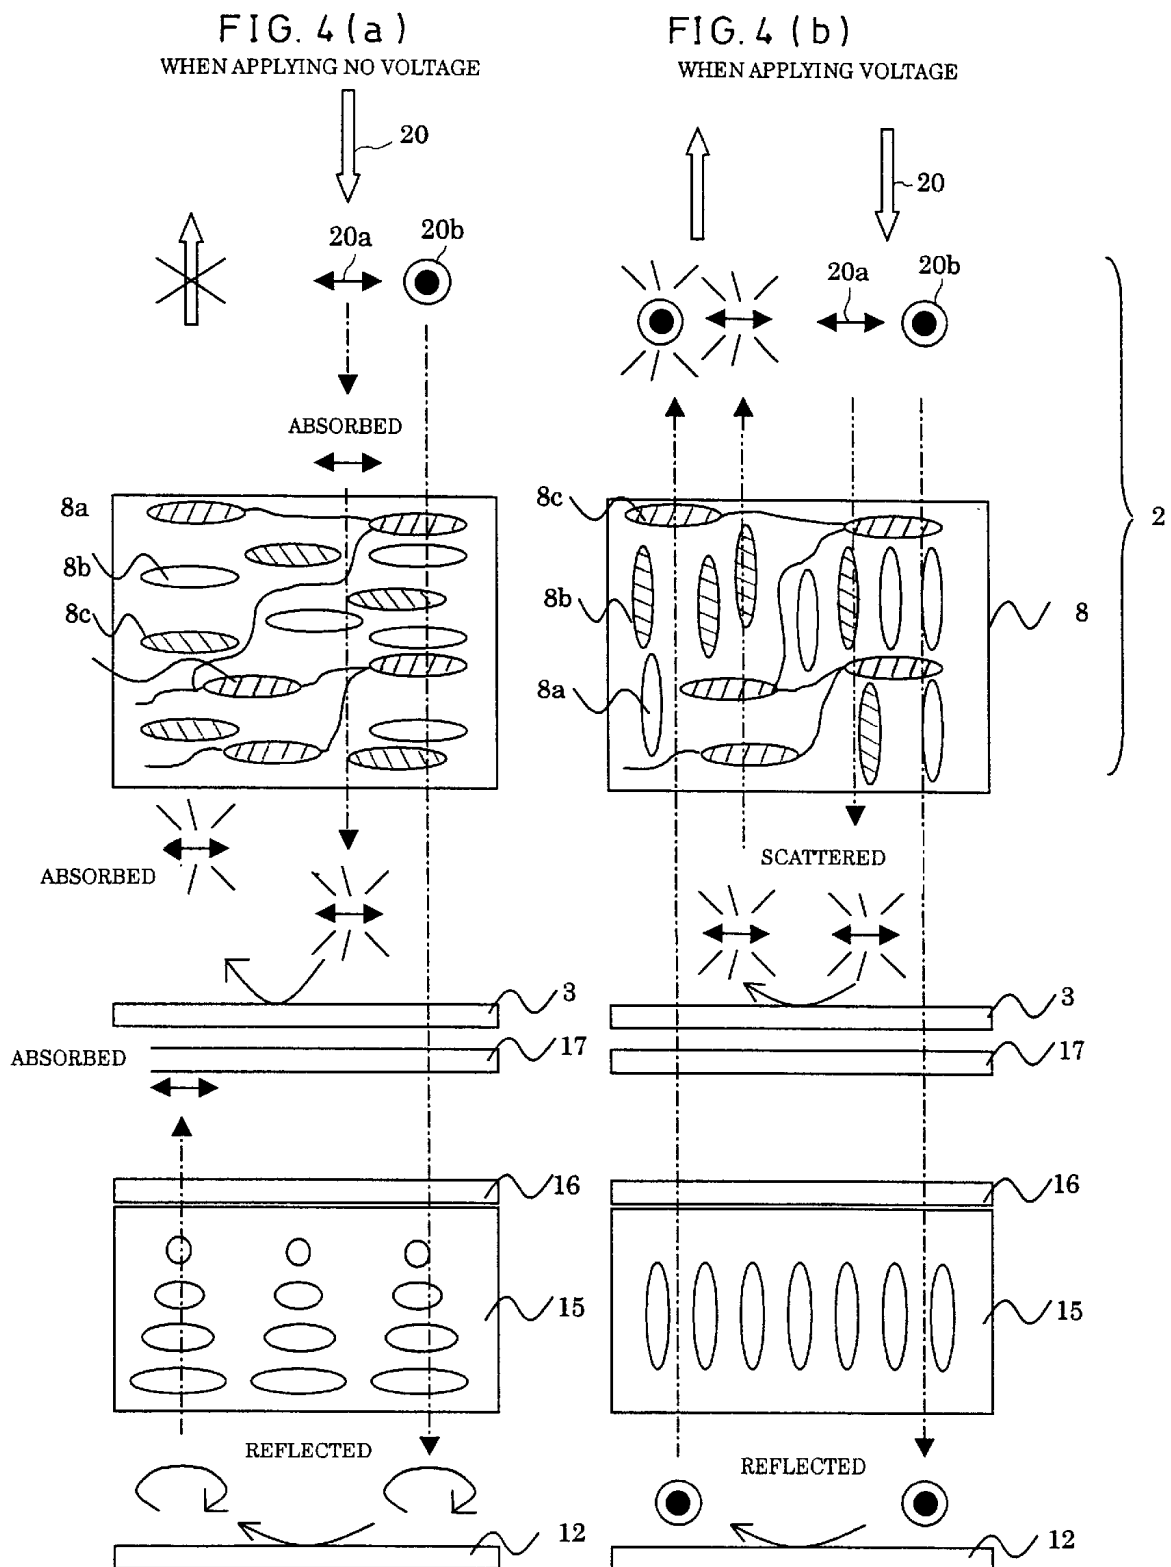 FIG. 4 (a)
WHEN APPLYING NO VOLTAGE
20
20a
20b
ABSORBED
8a
8b
8c
ABSORBED
3
ABSORBED
17
16
15
REFLECTED
12
FIG. 4 (b)
WHEN APPLYING VOLTAGE
20
20a
20b
2
8c
8b
8
8a
SCATTERED
3
17
16
15
REFLECTED
12